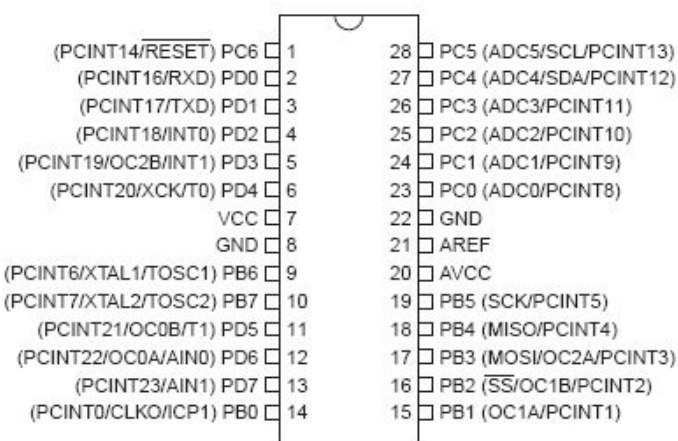 (PCINT14/RESET) PC6 1 28 PC5 (ADC5/SCL/PCINT13)
(PCINT16/RXD) PD0 2 27 PC4 (ADC4/SDA/PCINT12)
(PCINT17/TXD) PD1 3 26 PC3 (ADC3/PCINT11)
(PCINT18/INT0) PD2 4 25 PC2 (ADC2/PCINT10)
(PCINT19/OC2B/INT1) PD3 5 24 PC1 (ADC1/PCINT9)
(PCINT20/XCK/T0) PD4 6 23 PC0 (ADC0/PCINT8)
VCC 7 22 GND
GND 8 21 AREF
(PCINT6/XTAL1/TOSC1) PB6 9 20 AVCC
(PCINT7/XTAL2/TOSC2) PB7 10 19 PB5 (SCK/PCINT5)
(PCINT21/OC0B/T1) PD5 11 18 PB4 (MISO/PCINT4)
(PCINT22/OC0A/AIN0) PD6 12 17 PB3 (MOSI/OC2A/PCINT3)
(PCINT23/AIN1) PD7 13 16 PB2 (SS/OC1B/PCINT2)
(PCINT0/CLKO/ICP1) PB0 14 15 PB1 (OC1A/PCINT1)